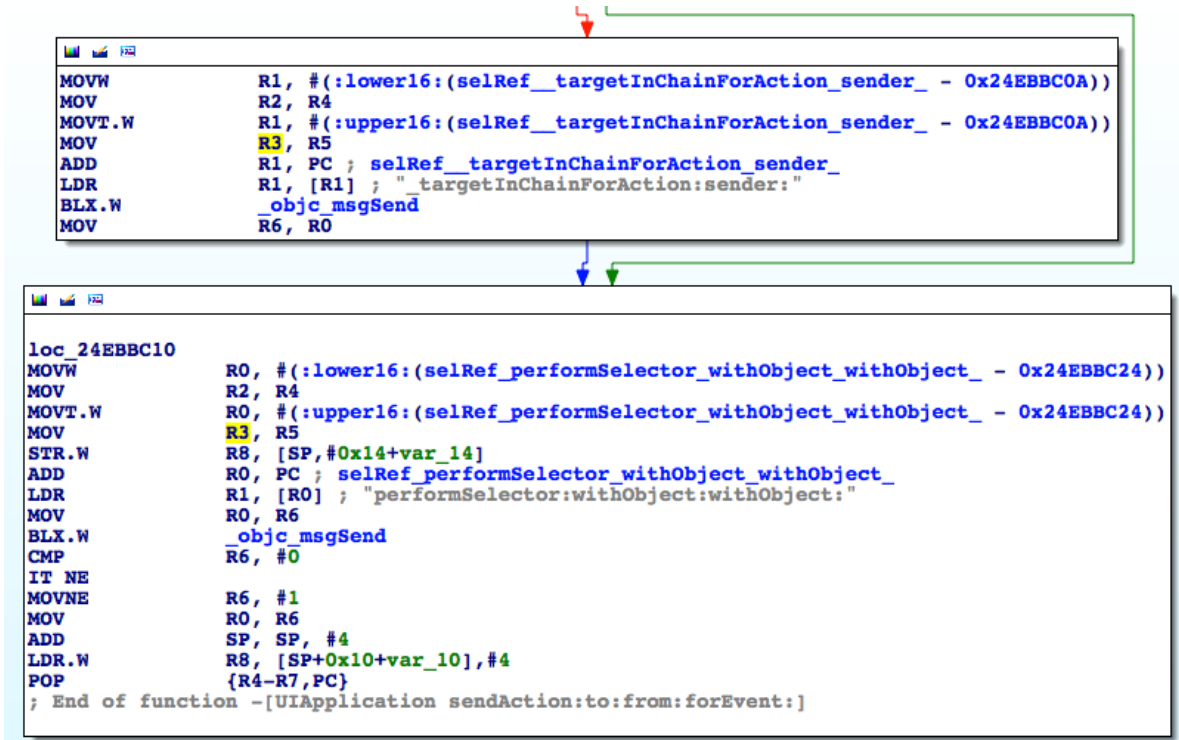 MOVW R1, #(:lower16:(selRef__targetInChainForAction_sender_ - 0x24EBBC0A))
MOV R2, R4
MOVT.W R1, #(:upper16:(selRef__targetInChainForAction_sender_ - 0x24EBBC0A))
MOV R3, R5
ADD R1, PC ; selRef__targetInChainForAction_sender_
LDR R1, [R1] ; "_targetInChainForAction:sender:"
BLX.W _objc_msgSend
MOV R6, R0
loc_24EBBC10
MOVW R0, #(:lower16:(selRef_performSelector_withObject_withObject_ - 0x24EBBC24))
MOV R2, R4
MOVT.W R0, #(:upper16:(selRef_performSelector_withObject_withObject_ - 0x24EBBC24))
MOV R3, R5
STR.W R8, [SP,#0x14+var_14]
ADD R0, PC ; selRef_performSelector_withObject_withObject_
LDR R1, [R0] ; "performSelector:withObject:withObject:"
MOV R0, R6
BLX.W _objc_msgSend
CMP R6, #0
IT NE
MOVNE R6, #1
MOV R0, R6
ADD SP, SP, #4
LDR.W R8, [SP+0x10+var_10],#4
POP {R4-R7,PC}
; End of function -[UIApplication sendAction:to:from:forEvent:]